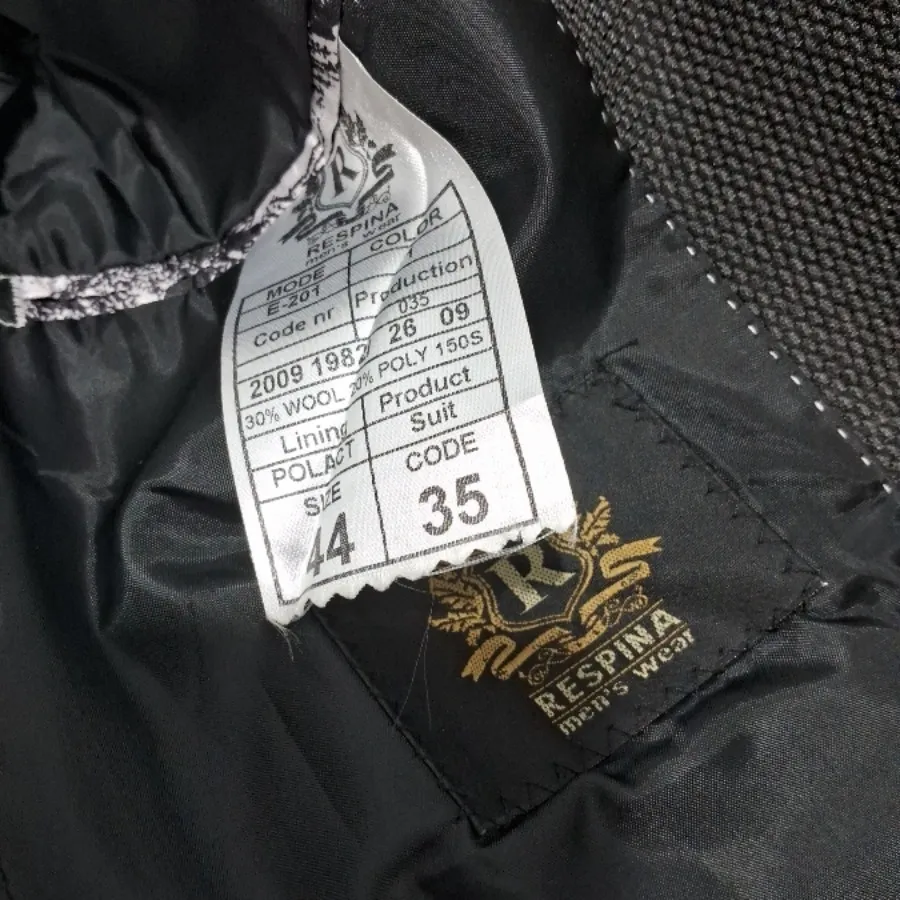 R
RESPINA
men's wear
MODE COLOR
E-201 1
Code nr Production
035
2009 1982 26 09
30% WOOL 20% POLY 150S
Lining Product
POLACT Suit
SIZE CODE
44 35
R
RESPINA
men's wear